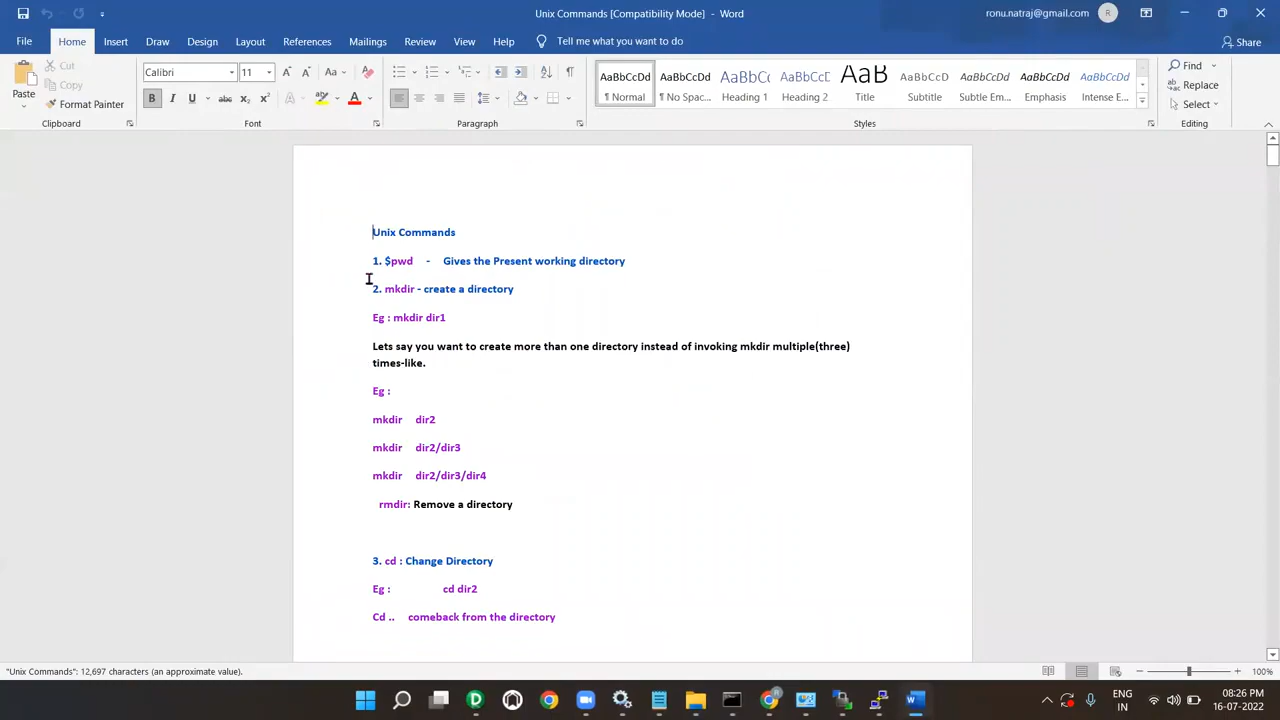 Unix Commands [Compatibility Mode] - Word
ronu.natraj@gmail.com R
File Home Insert Draw Design Layout References Mailings Review View Help Tell me what you want to do Share
Cut
Copy
Format Painter
Paste
Clipboard
Calibri 11 A A Aa A
B I U abc x₂ x² A A
Font
Paragraph
AaBbCcDd AaBbCcDd AaBbCc AaBbCcD AaB AaBbCcD AaBbCcDd AaBbCcDd AaBbCcDd
¶ Normal ¶ No Spac... Heading 1 Heading 2 Title Subtitle Subtle Em... Emphasis Intense E...
Styles
Find
Replace
Select
Editing
Unix Commands
1. $pwd - Gives the Present working directory
2. mkdir - create a directory
Eg : mkdir dir1
Lets say you want to create more than one directory instead of invoking mkdir multiple(three)
times-like.
Eg :
mkdir dir2
mkdir dir2/dir3
mkdir dir2/dir3/dir4
rmdir: Remove a directory
3. cd : Change Directory
Eg : cd dir2
Cd .. comeback from the directory
"Unix Commands": 12,697 characters (an approximate value).
100%
ENG
IN
08:26 PM
16-07-2022